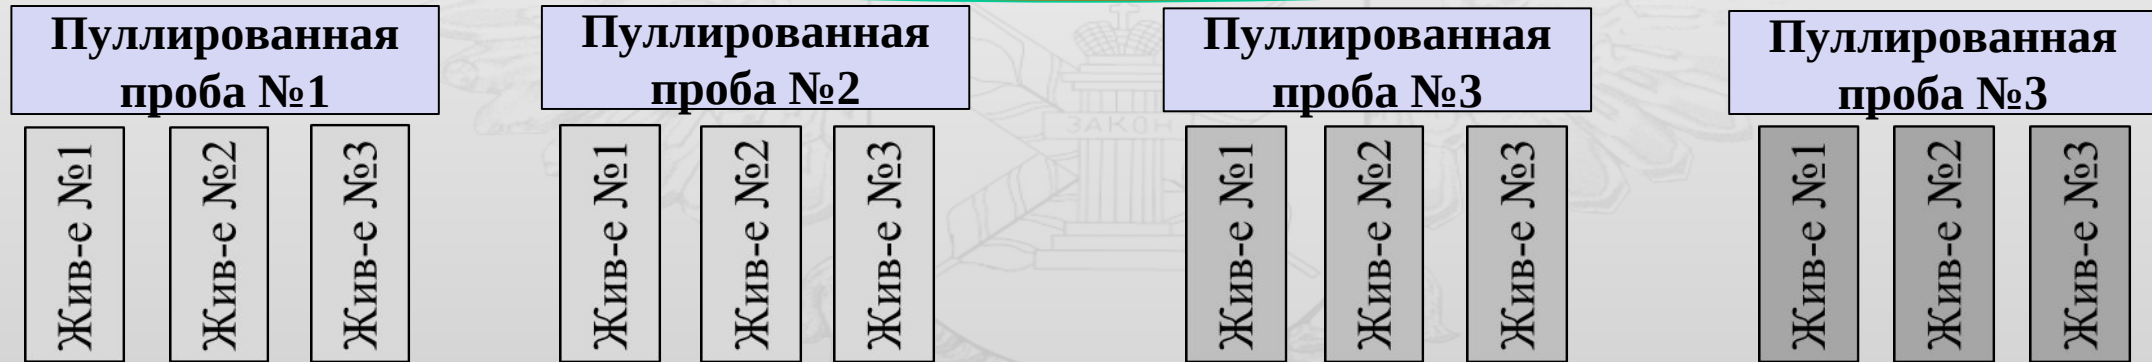 Пуллированная
проба №1
Пуллированная
проба №2
Пуллированная
проба №3
Пуллированная
проба №3
Жив-е №1
Жив-е №2
Жив-е №3
Жив-е №1
Жив-е №2
Жив-е №3
Жив-е №1
Жив-е №2
Жив-е №3
Жив-е №1
Жив-е №2
Жив-е №3
ЗАКОН